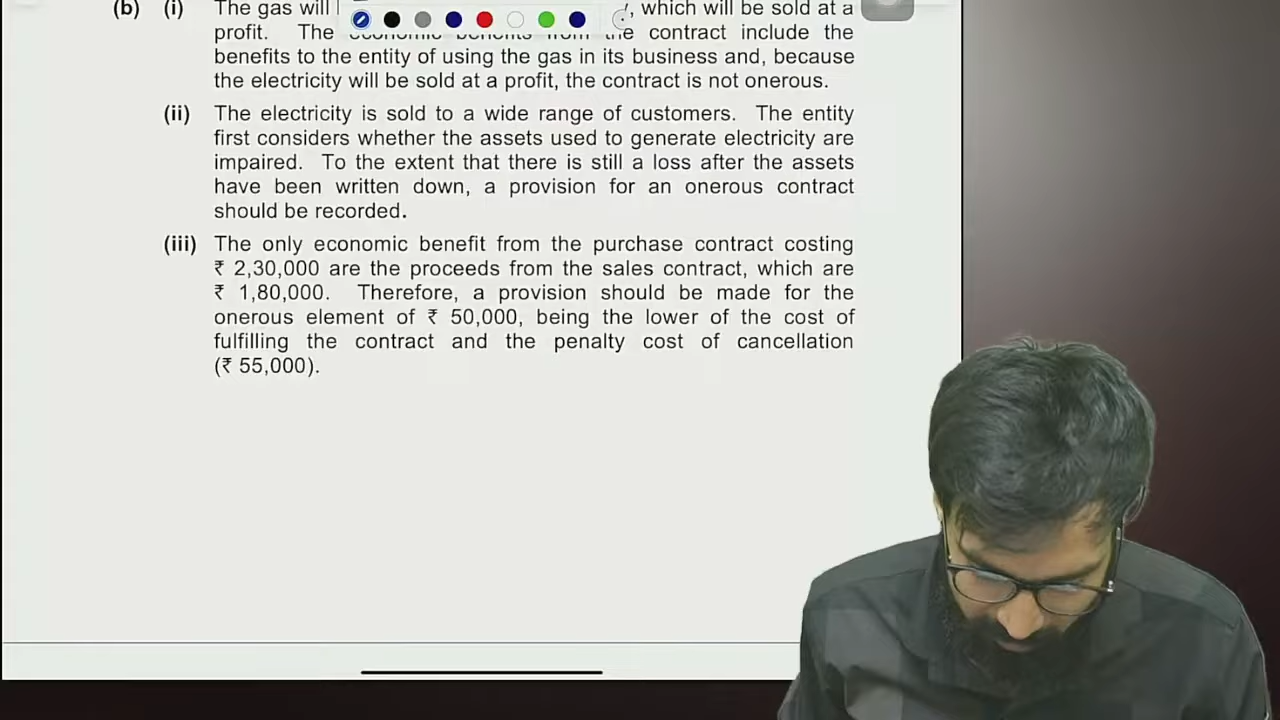 (b) (i) The gas will , which will be sold at a
profit. The economic benefits from the contract include the
benefits to the entity of using the gas in its business and, because
the electricity will be sold at a profit, the contract is not onerous.
(ii) The electricity is sold to a wide range of customers. The entity
first considers whether the assets used to generate electricity are
impaired. To the extent that there is still a loss after the assets
have been written down, a provision for an onerous contract
should be recorded.
(iii) The only economic benefit from the purchase contract costing
₹ 2,30,000 are the proceeds from the sales contract, which are
₹ 1,80,000. Therefore, a provision should be made for the
onerous element of ₹ 50,000, being the lower of the cost of
fulfilling the contract and the penalty cost of cancellation
(₹ 55,000).